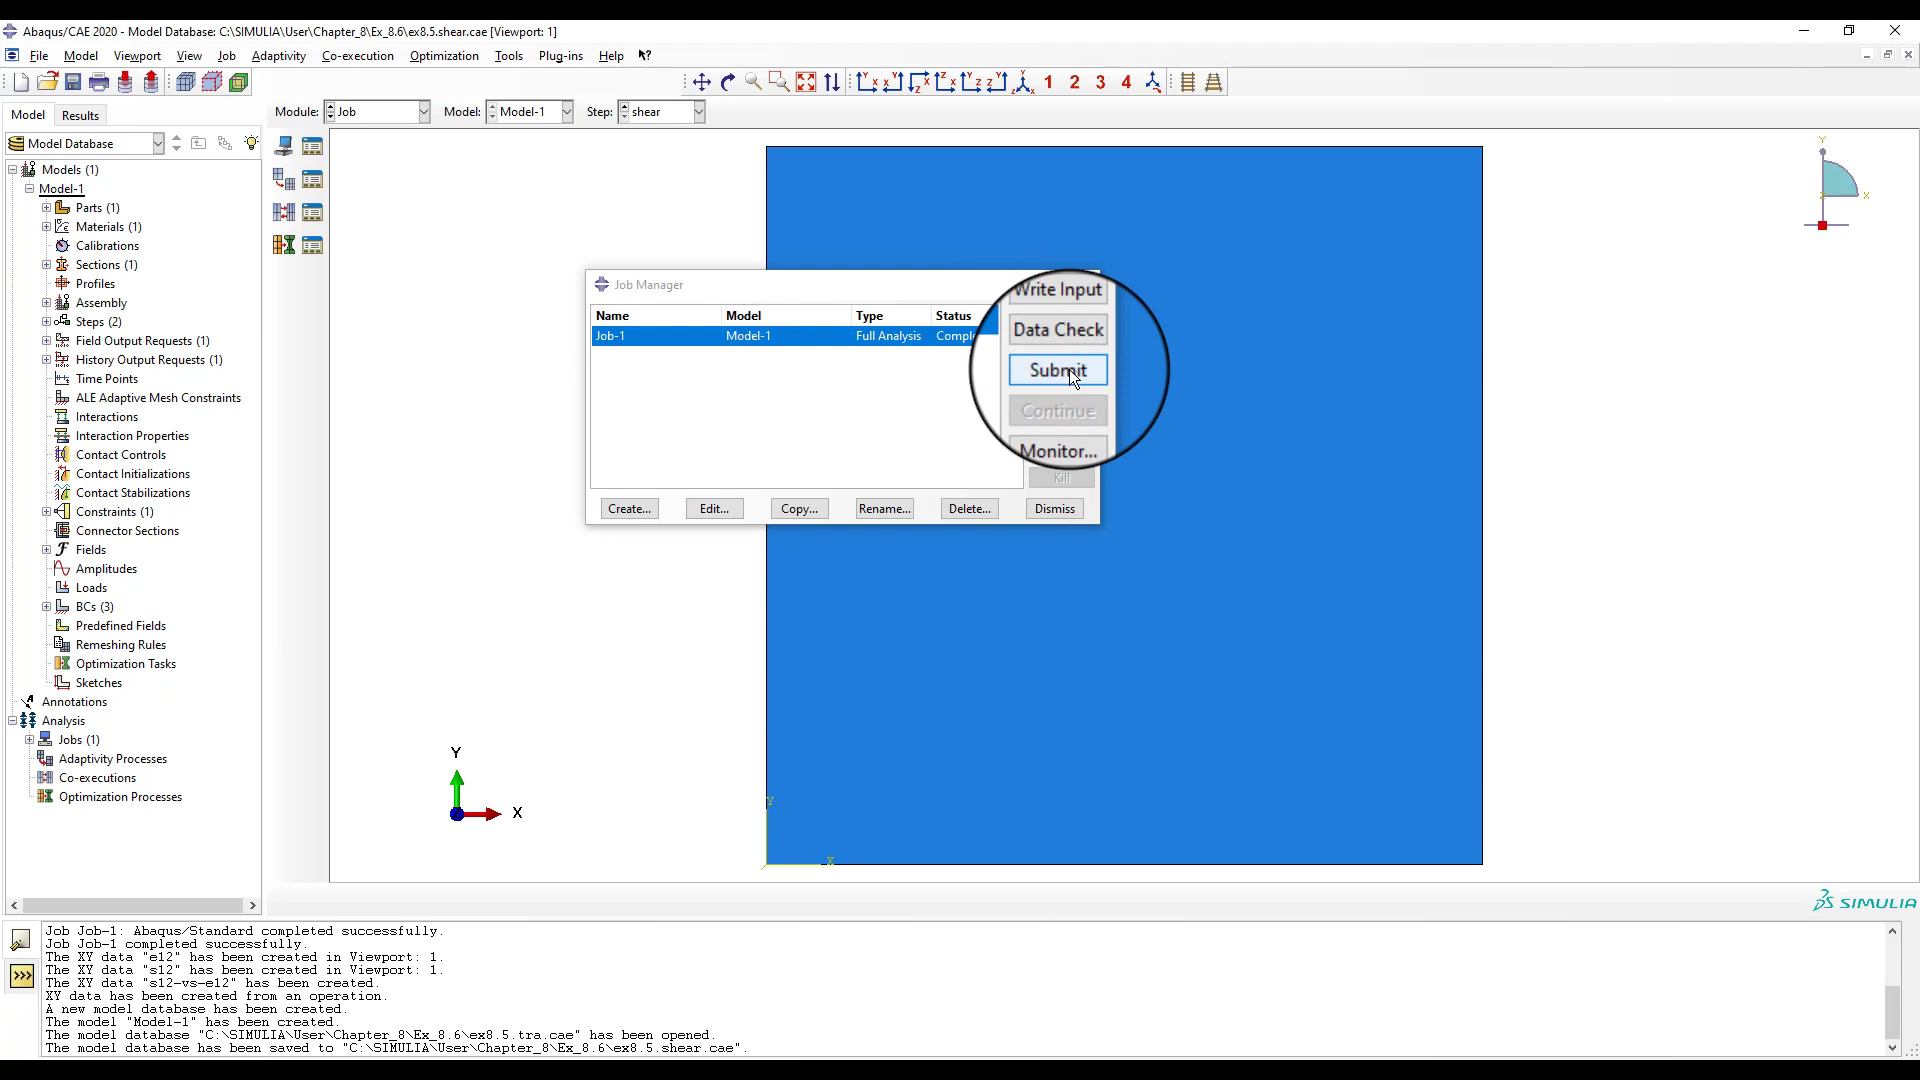 Abaqus/CAE 2020 - Model Database: C:\SIMULIA\User\Chapter_8\Ex_8.6\ex8.5.shear.cae [Viewport: 1]
File Model Viewport View Job Adaptivity Co-execution Optimization Tools Plug-ins Help
1 2 3 4
Model Results
Module: Job Model: Model-1 Step: shear
Model Database
Models (1)
Model-1
Parts (1)
Materials (1)
Calibrations
Sections (1)
Profiles
Assembly
Steps (2)
Field Output Requests (1)
History Output Requests (1)
Time Points
ALE Adaptive Mesh Constraints
Interactions
Interaction Properties
Contact Controls
Contact Initializations
Contact Stabilizations
Constraints (1)
Connector Sections
Fields
Amplitudes
Loads
BCs (3)
Predefined Fields
Remeshing Rules
Optimization Tasks
Sketches
Annotations
Analysis
Jobs (1)
Adaptivity Processes
Co-executions
Optimization Processes
Job Manager
Name Model Type Status
Job-1 Model-1 Full Analysis
Write Input
Data Check
Submit
Continue
Monitor...
Kill
Create... Edit... Copy... Rename... Delete... Dismiss
Y
X
Y
X
Y
X
SIMULIA
Job Job-1: Abaqus/Standard completed successfully.
Job Job-1 completed successfully.
The XY data "e12" has been created in Viewport: 1.
The XY data "s12" has been created in Viewport: 1.
The XY data "s12-vs-e12" has been created.
XY data has been created from an operation.
A new model database has been created.
The model "Model-1" has been created.
The model database "C:\SIMULIA\User\Chapter_8\Ex_8.6\ex8.5.tra.cae" has been opened.
The model database has been saved to "C:\SIMULIA\User\Chapter_8\Ex_8.6\ex8.5.shear.cae".